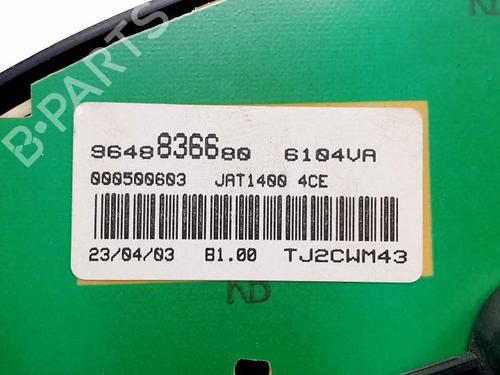 B-PARTS
9648836680 6104VA
000500603 JAT1400 4CE
23/04/03 B1.00 TJ2CWM43
KD